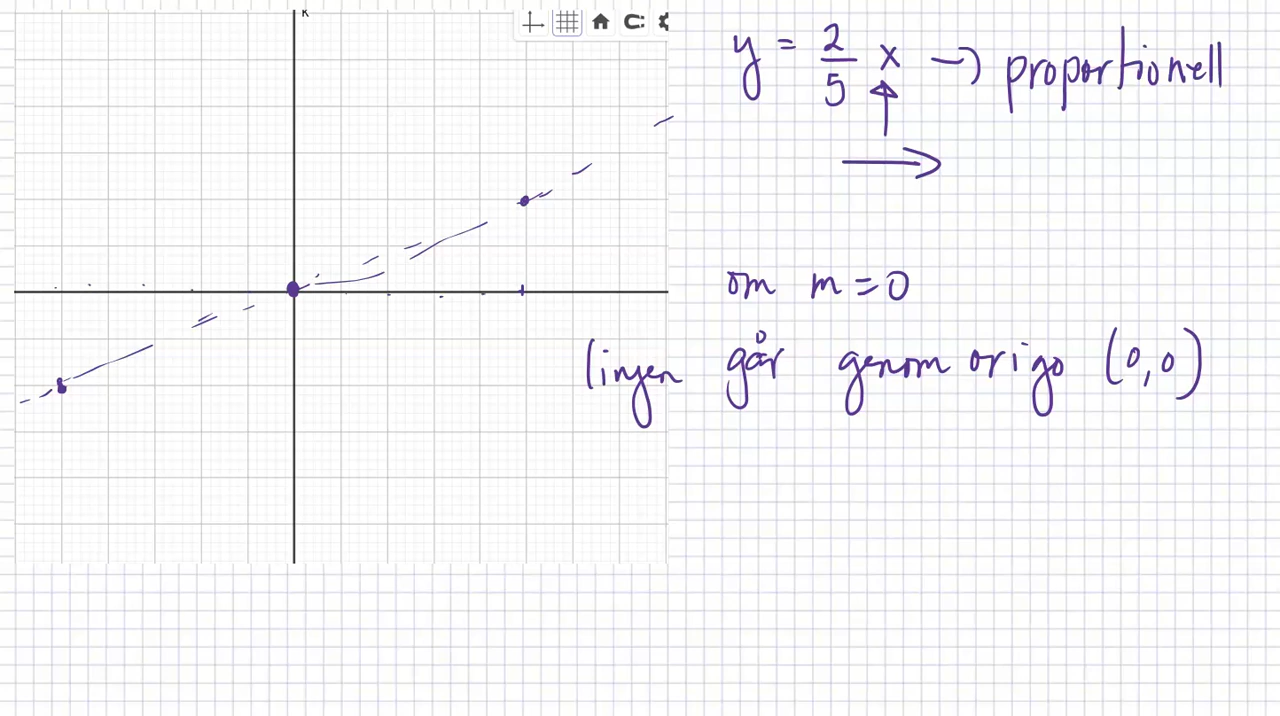 K
y = 2/5 x → proportionell
om m = 0
linjen går genom origo (0,0)